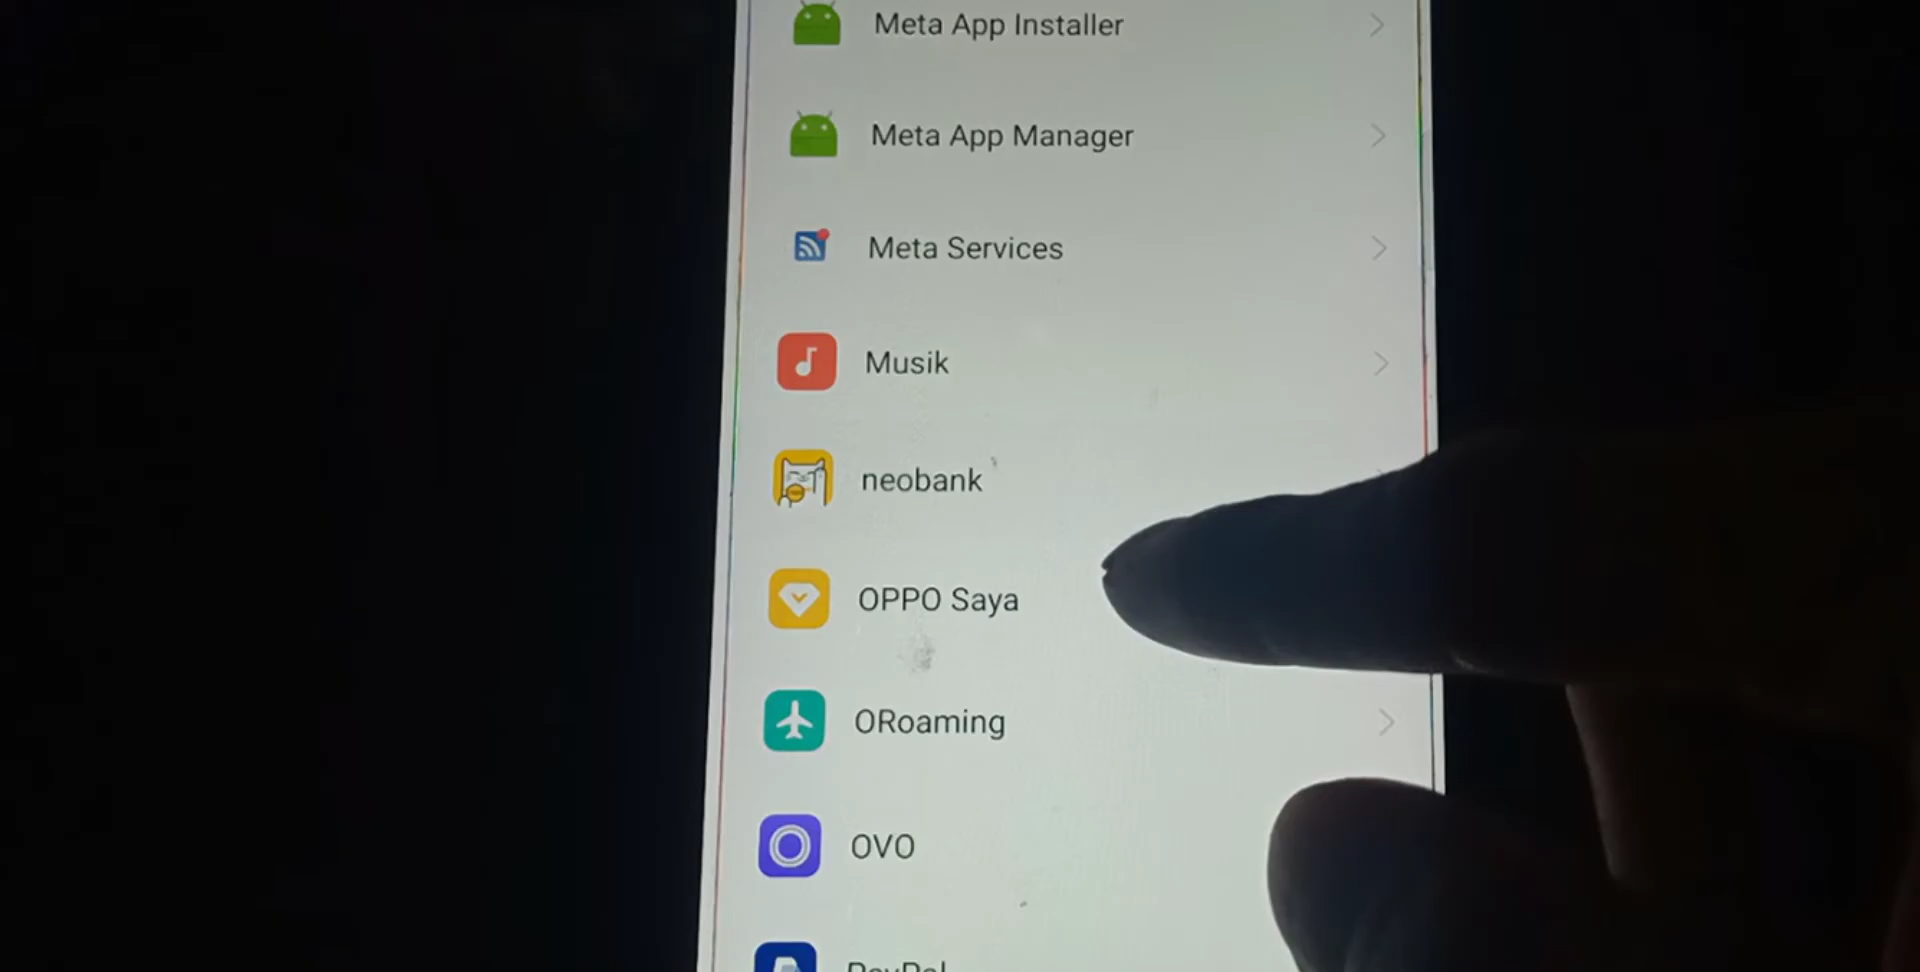 Meta App Installer
Meta App Manager
Meta Services
Musik
neobank
OPPO Saya
ORoaming
OVO
PayPal